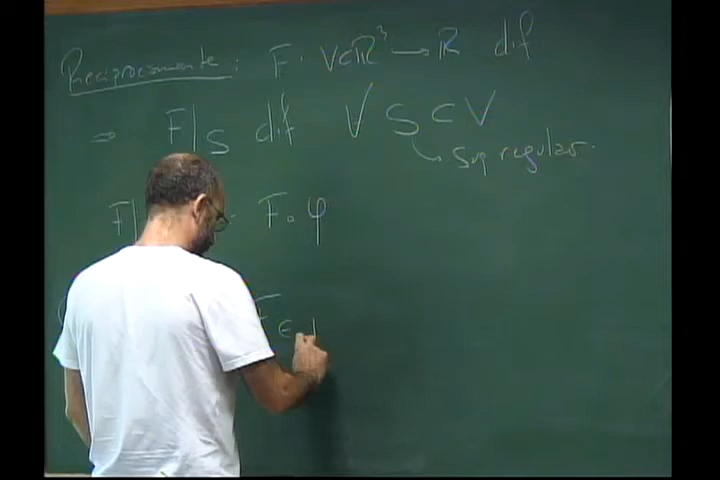 Reciprocamente: F: V⊂ℝ³ → ℝ dif
⇒ F|S dif ∀ S ⊂ V
Sup regular.
F| F∘φ
F ∈